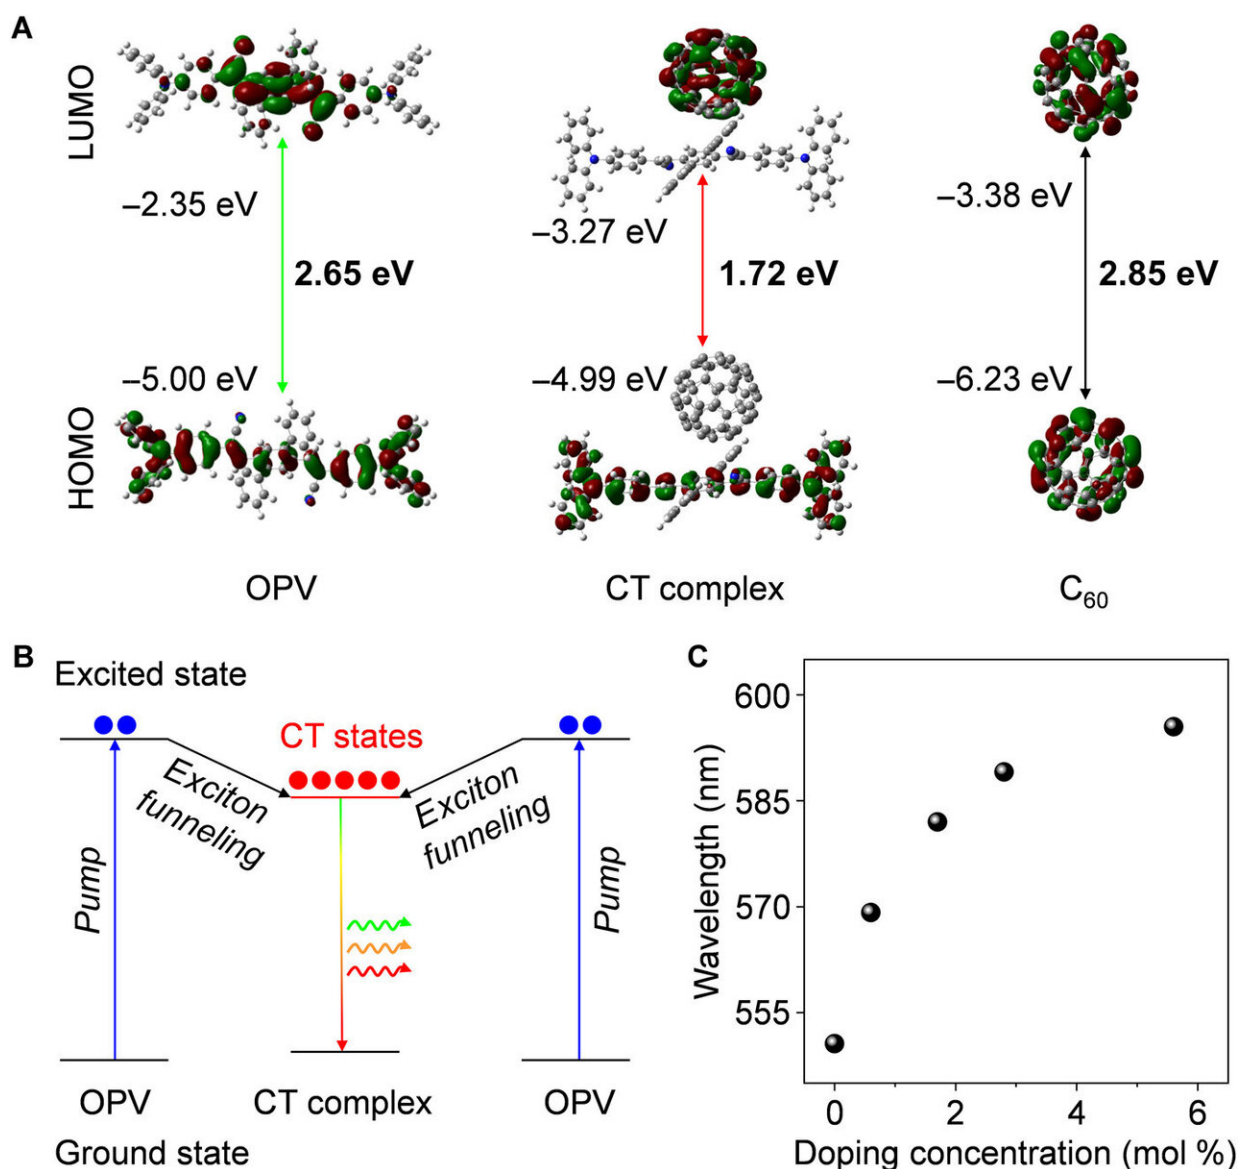 A
LUMO
–2.35 eV
2.65 eV
–5.00 eV
HOMO
OPV
–3.27 eV
1.72 eV
–4.99 eV
CT complex
–3.38 eV
2.85 eV
–6.23 eV
C₆₀
B
Excited state
CT states
Exciton
funneling
Exciton
funneling
Pump
Pump
OPV
CT complex
OPV
Ground state
C
Wavelength (nm)
600
585
570
555
0 2 4 6
Doping concentration (mol %)